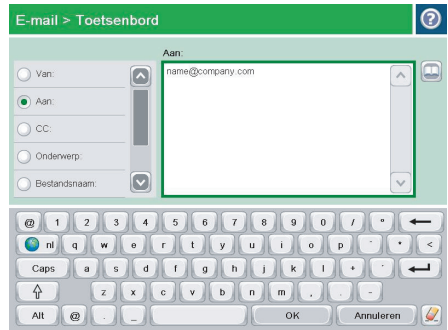 E-mail > Toetsenbord ?
Aan:
Van:
Aan:
CC:
Onderwerp:
Bestandsnaam:
name@company.com
@ 1 2 3 4 5 6 7 8 9 0 / °
nl q w e r t y u i o p ¨ * <
Caps a s d f g h j k l + ´
z x c v b n m , . -
Alt @ . _ OK Annuleren